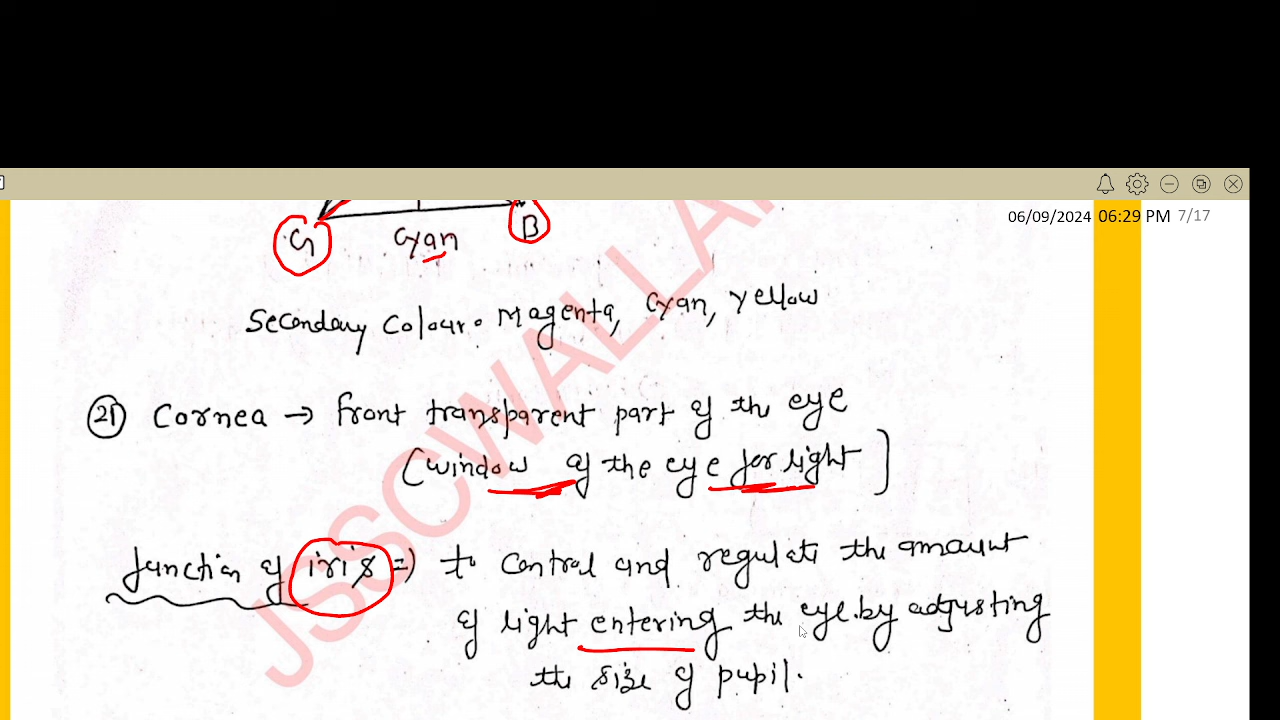 06/09/2024 06:29 PM 7/17
G Cyan B
Secondary Colour: Magenta, Cyan, Yellow
21 Cornea → Front transparent part of the eye
(window of the eye for light)
Function of iris ⇒ to control and regulate the amount
of light entering the eye by adjusting
the size of pupil.
JSSCWALLA